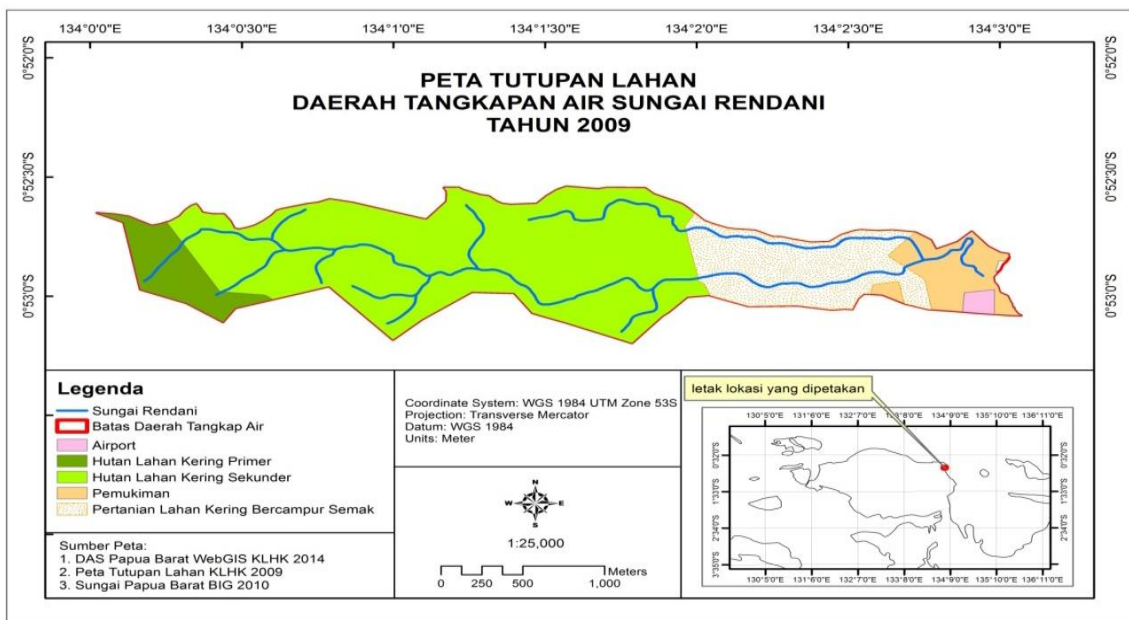 134°0'0"E 134°0'30"E 134°1'0"E 134°1'30"E 134°2'0"E 134°2'30"E 134°3'0"E
0°52'0"S 0°52'0"S
PETA TUTUPAN LAHAN
DAERAH TANGKAPAN AIR SUNGAI RENDANI
TAHUN 2009
0°52'30"S 0°52'30"S
0°53'0"S 0°53'0"S
Legenda
Sungai Rendani
Batas Daerah Tangkap Air
Airport
Hutan Lahan Kering Primer
Hutan Lahan Kering Sekunder
Pemukiman
Pertanian Lahan Kering Bercampur Semak
Sumber Peta:
1. DAS Papua Barat WebGIS KLHK 2014
2. Peta Tutupan Lahan KLHK 2009
3. Sungai Papua Barat BIG 2010
Coordinate System: WGS 1984 UTM Zone 53S
Projection: Transverse Mercator
Datum: WGS 1984
Units: Meter
N
W E
S
1:25,000
Meters
0 250 500 1,000
letak lokasi yang dipetakan
130°5'0"E 131°6'0"E 132°7'0"E 133°8'0"E 134°9'0"E 135°10'0"E 136°11'0"E
0°32'0"S 0°32'0"S
1°33'0"S 1°33'0"S
2°34'0"S 2°34'0"S
3°35'0"S 3°35'0"S
130°5'0"E 131°6'0"E 132°7'0"E 133°8'0"E 134°9'0"E 135°10'0"E 136°11'0"E